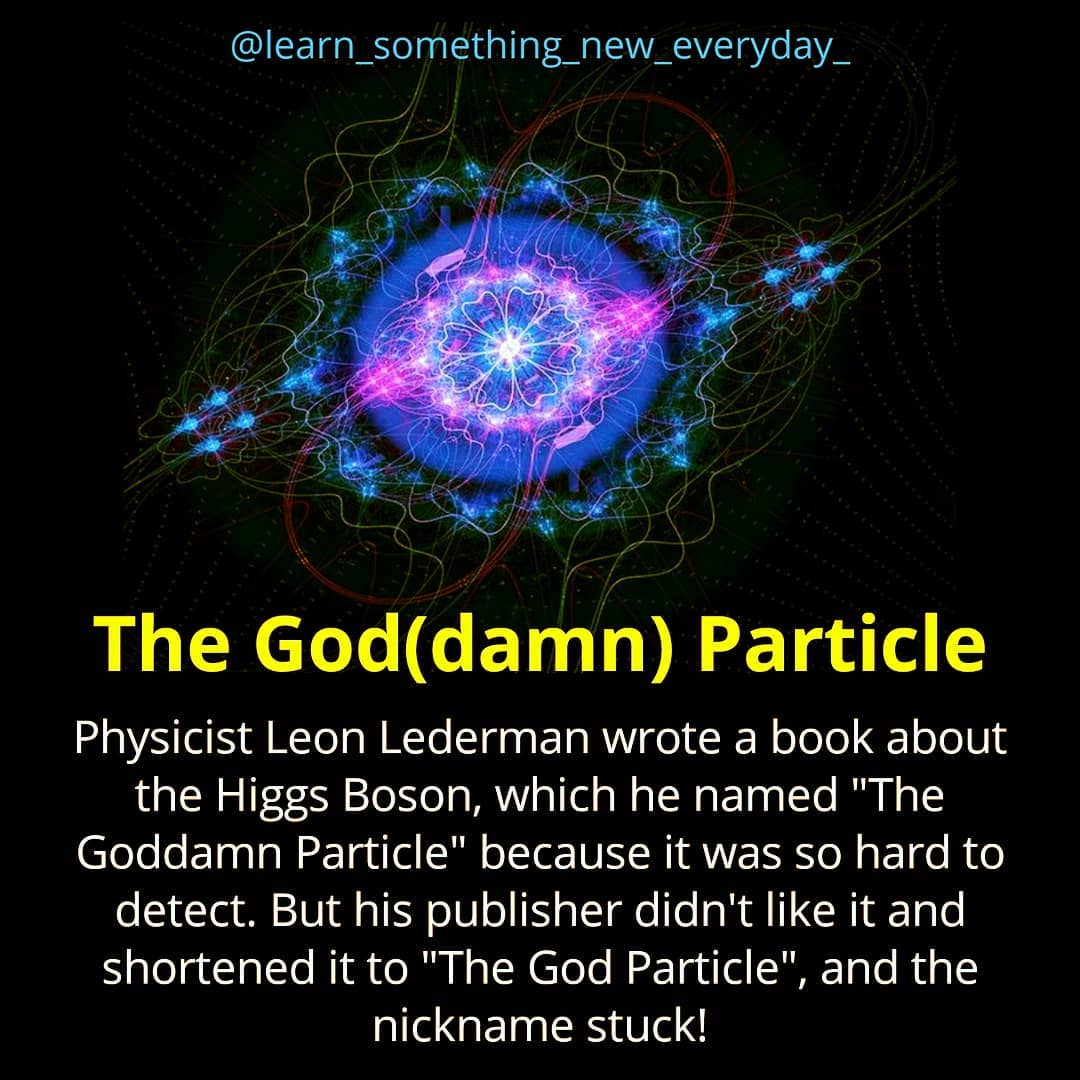 @learn_something_new_everyday_
The God(damn) Particle
Physicist Leon Lederman wrote a book about
the Higgs Boson, which he named "The
Goddamn Particle" because it was so hard to
detect. But his publisher didn't like it and
shortened it to "The God Particle", and the
nickname stuck!